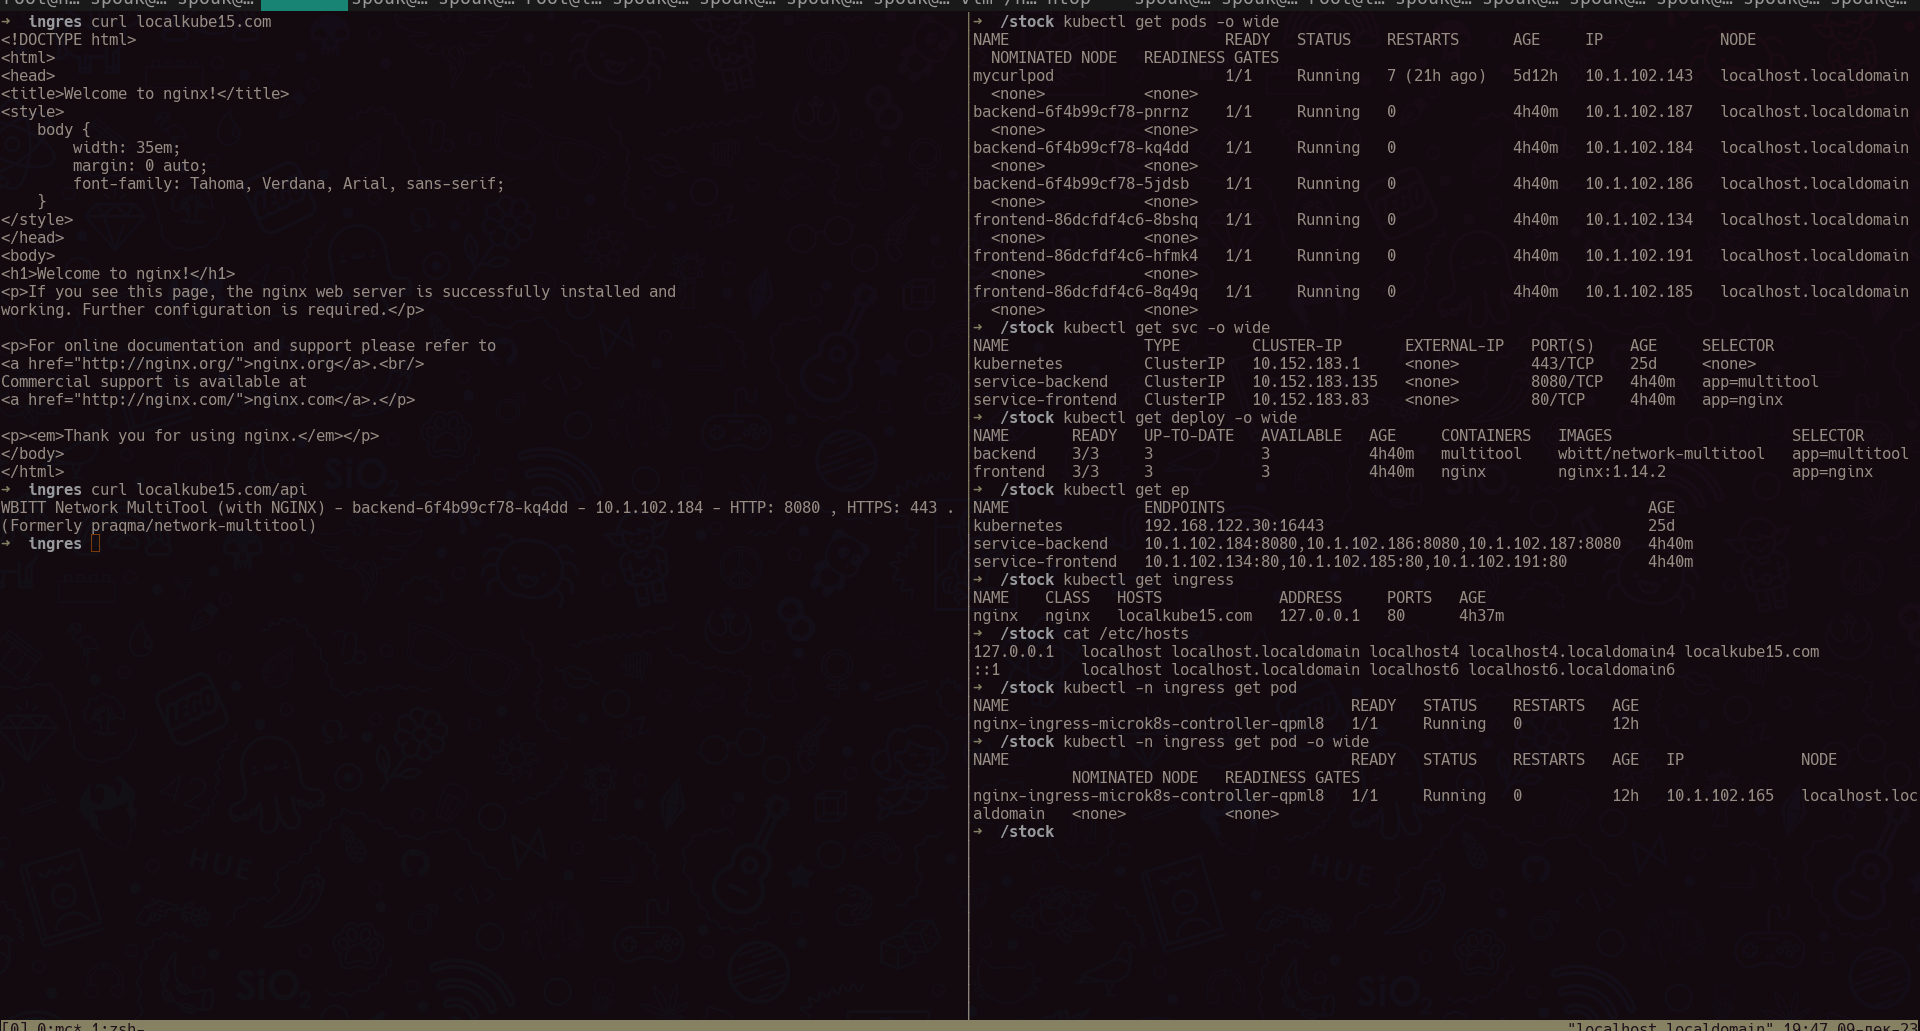 ➜  ingres curl localkube15.com
<!DOCTYPE html>
<html>
<head>
<title>Welcome to nginx!</title>
<style>
    body {
        width: 35em;
        margin: 0 auto;
        font-family: Tahoma, Verdana, Arial, sans-serif;
    }
</style>
</head>
<body>
<h1>Welcome to nginx!</h1>
<p>If you see this page, the nginx web server is successfully installed and
working. Further configuration is required.</p>

<p>For online documentation and support please refer to
<a href="http://nginx.org/">nginx.org</a>.<br/>
Commercial support is available at
<a href="http://nginx.com/">nginx.com</a>.</p>

<p><em>Thank you for using nginx.</em></p>
</body>
</html>
➜  ingres curl localkube15.com/api
WBITT Network MultiTool (with NGINX) - backend-6f4b99cf78-kq4dd - 10.1.102.184 - HTTP: 8080 , HTTPS: 443 .
(Formerly praqma/network-multitool)
➜  ingres
➜  /stock kubectl get pods -o wide
NAME                        READY   STATUS    RESTARTS      AGE     IP             NODE
  NOMINATED NODE   READINESS GATES
mycurlpod                   1/1     Running   7 (21h ago)   5d12h   10.1.102.143   localhost.localdomain
  <none>           <none>
backend-6f4b99cf78-pnrnz    1/1     Running   0             4h40m   10.1.102.187   localhost.localdomain
  <none>           <none>
backend-6f4b99cf78-kq4dd    1/1     Running   0             4h40m   10.1.102.184   localhost.localdomain
  <none>           <none>
backend-6f4b99cf78-5jdsb    1/1     Running   0             4h40m   10.1.102.186   localhost.localdomain
  <none>           <none>
frontend-86dcfdf4c6-8bshq   1/1     Running   0             4h40m   10.1.102.134   localhost.localdomain
  <none>           <none>
frontend-86dcfdf4c6-hfmk4   1/1     Running   0             4h40m   10.1.102.191   localhost.localdomain
  <none>           <none>
frontend-86dcfdf4c6-8q49q   1/1     Running   0             4h40m   10.1.102.185   localhost.localdomain
  <none>           <none>
➜  /stock kubectl get svc -o wide
NAME               TYPE        CLUSTER-IP       EXTERNAL-IP   PORT(S)    AGE     SELECTOR
kubernetes         ClusterIP   10.152.183.1     <none>        443/TCP    25d     <none>
service-backend    ClusterIP   10.152.183.135   <none>        8080/TCP   4h40m   app=multitool
service-frontend   ClusterIP   10.152.183.83    <none>        80/TCP     4h40m   app=nginx
➜  /stock kubectl get deploy -o wide
NAME       READY   UP-TO-DATE   AVAILABLE   AGE     CONTAINERS   IMAGES                    SELECTOR
backend    3/3     3            3           4h40m   multitool    wbitt/network-multitool   app=multitool
frontend   3/3     3            3           4h40m   nginx        nginx:1.14.2              app=nginx
➜  /stock kubectl get ep
NAME               ENDPOINTS                                               AGE
kubernetes         192.168.122.30:16443                                    25d
service-backend    10.1.102.184:8080,10.1.102.186:8080,10.1.102.187:8080   4h40m
service-frontend   10.1.102.134:80,10.1.102.185:80,10.1.102.191:80         4h40m
➜  /stock kubectl get ingress
NAME    CLASS   HOSTS             ADDRESS     PORTS   AGE
nginx   nginx   localkube15.com   127.0.0.1   80      4h37m
➜  /stock cat /etc/hosts
127.0.0.1   localhost localhost.localdomain localhost4 localhost4.localdomain4 localkube15.com
::1         localhost localhost.localdomain localhost6 localhost6.localdomain6
➜  /stock kubectl -n ingress get pod
NAME                                      READY   STATUS    RESTARTS   AGE
nginx-ingress-microk8s-controller-qpml8   1/1     Running   0          12h
➜  /stock kubectl -n ingress get pod -o wide
NAME                                      READY   STATUS    RESTARTS   AGE   IP             NODE
           NOMINATED NODE   READINESS GATES
nginx-ingress-microk8s-controller-qpml8   1/1     Running   0          12h   10.1.102.165   localhost.loc
aldomain   <none>           <none>
➜  /stock
[0] 0:mc* 1:zsh-
"localhost.localdomain" 19:47 09-дек-23